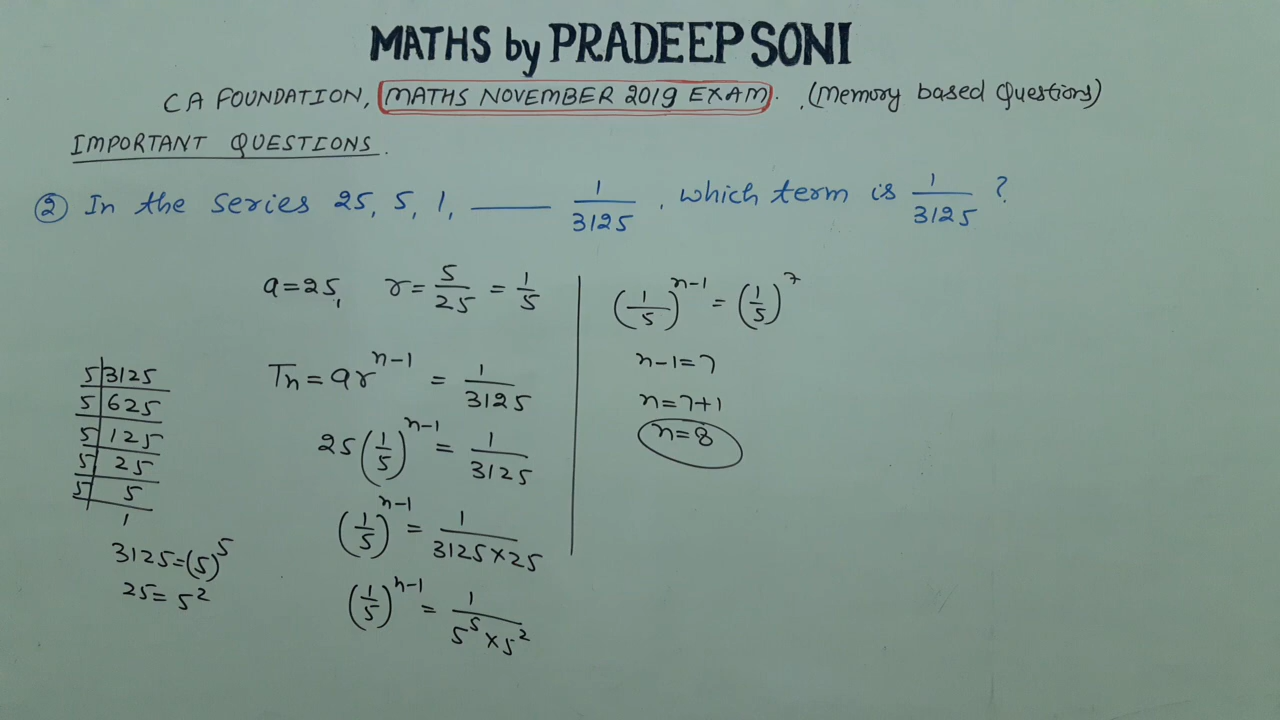 MATHS by PRADEEP SONI
CA FOUNDATION, MATHS NOVEMBER 2019 EXAM. (Memory based Questions)
IMPORTANT QUESTIONS.
② In the series 25, 5, 1, ____ 1/3125, which term is 1/3125?
a=25, r=5/25=1/5
Tn=ar^(n-1) = 1/3125
25(1/5)^(n-1) = 1/3125
(1/5)^(n-1) = 1/(3125×25)
(1/5)^(n-1) = 1/(5^5×5^2)
5|3125
5|625
5|125
5|25
5|5
1
3125=(5)^5
25=5^2
(1/5)^(n-1) = (1/5)^7
n-1=7
n=7+1
n=8